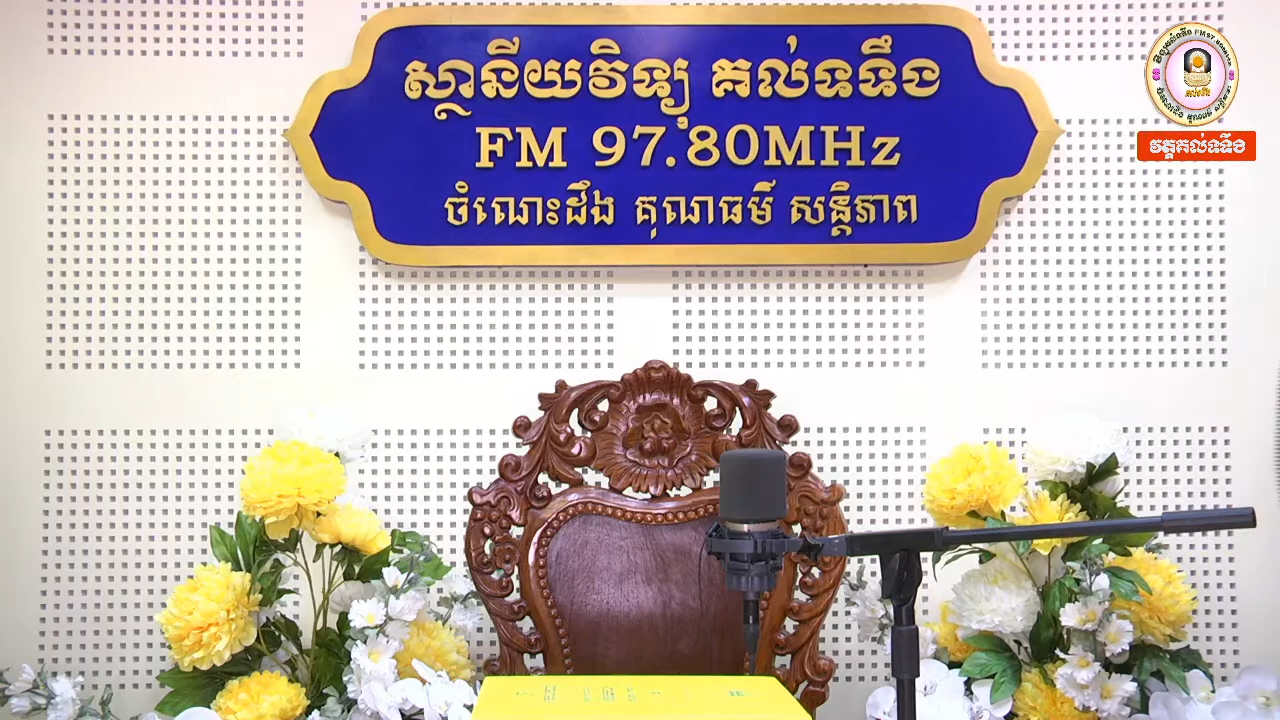 ស្ថានីយវិទ្យុ គល់ទទឹង
FM 97.80MHz
ចំណេះដឹង គុណធម៌ សន្តិភាព
វត្តគល់ទទឹង